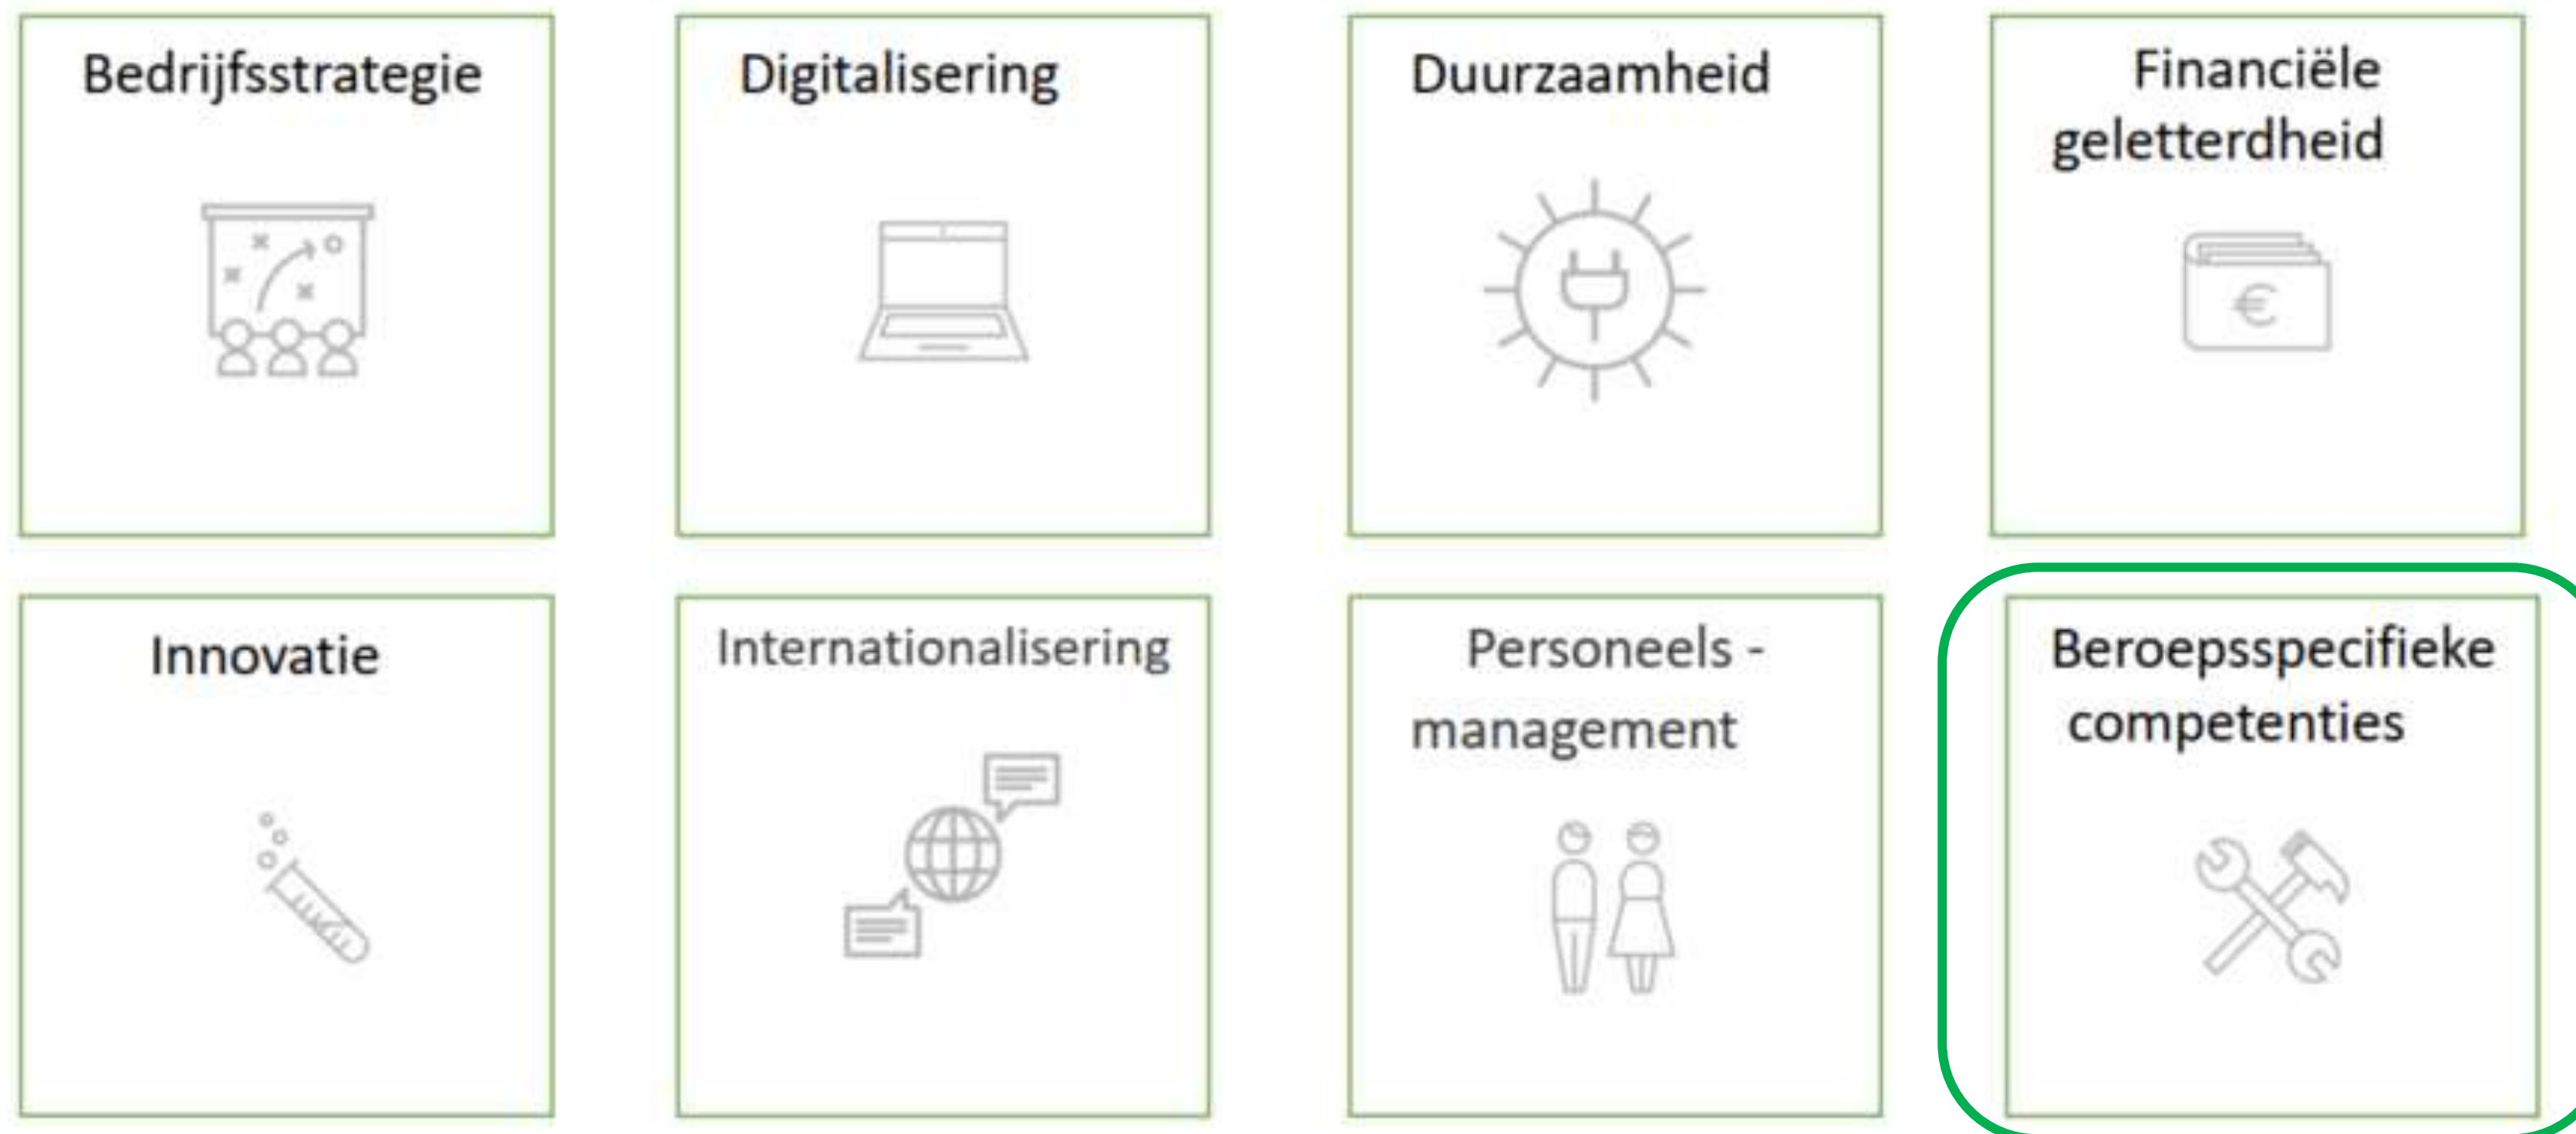 Bedrijfsstrategie
Digitalisering
Duurzaamheid
Financiële
geletterdheid
€
Innovatie
Internationalisering
Personeels -
management
Beroepsspecifieke
competenties